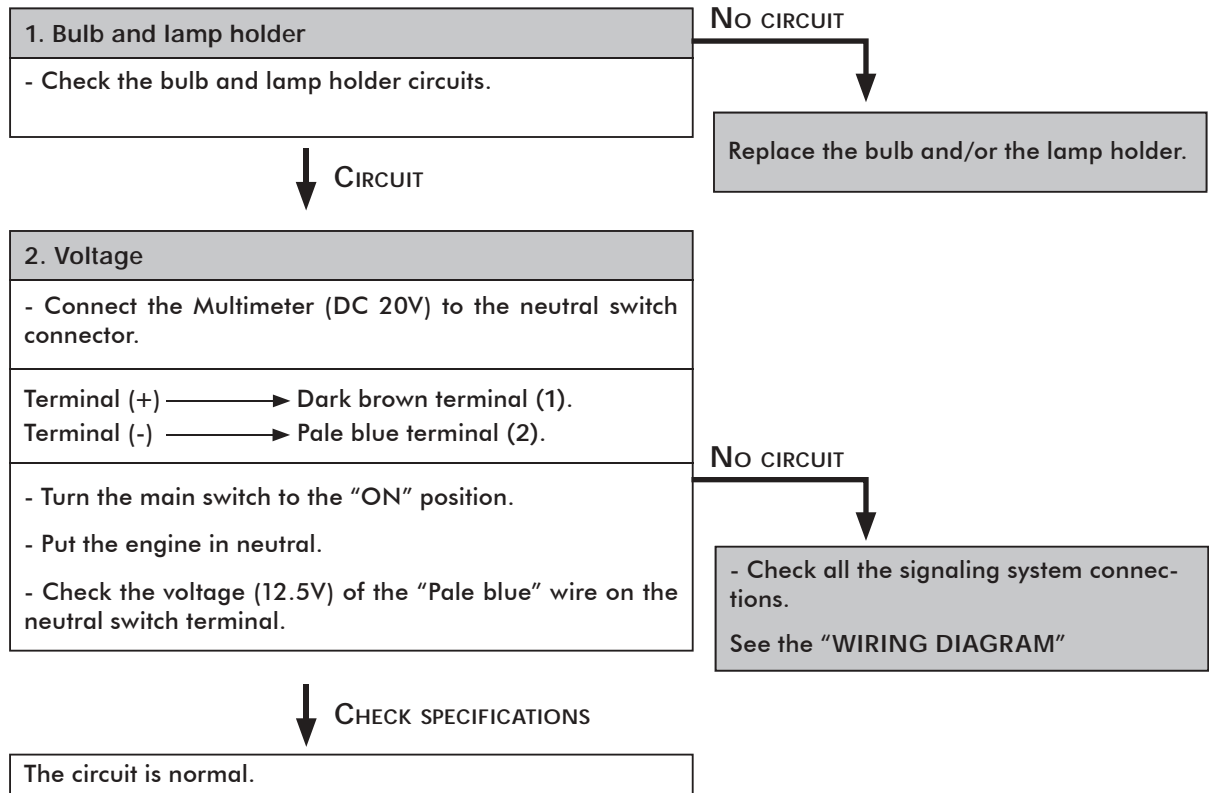 1. Bulb and lamp holder
- Check the bulb and lamp holder circuits.
NO CIRCUIT
Replace the bulb and/or the lamp holder.
CIRCUIT
2. Voltage
- Connect the Multimeter (DC 20V) to the neutral switch
connector.
Terminal (+) Dark brown terminal (1).
Terminal (-) Pale blue terminal (2).
- Turn the main switch to the “ON” position.
- Put the engine in neutral.
- Check the voltage (12.5V) of the “Pale blue” wire on the
neutral switch terminal.
NO CIRCUIT
- Check all the signaling system connec-
tions.
See the “WIRING DIAGRAM”
CHECK SPECIFICATIONS
The circuit is normal.